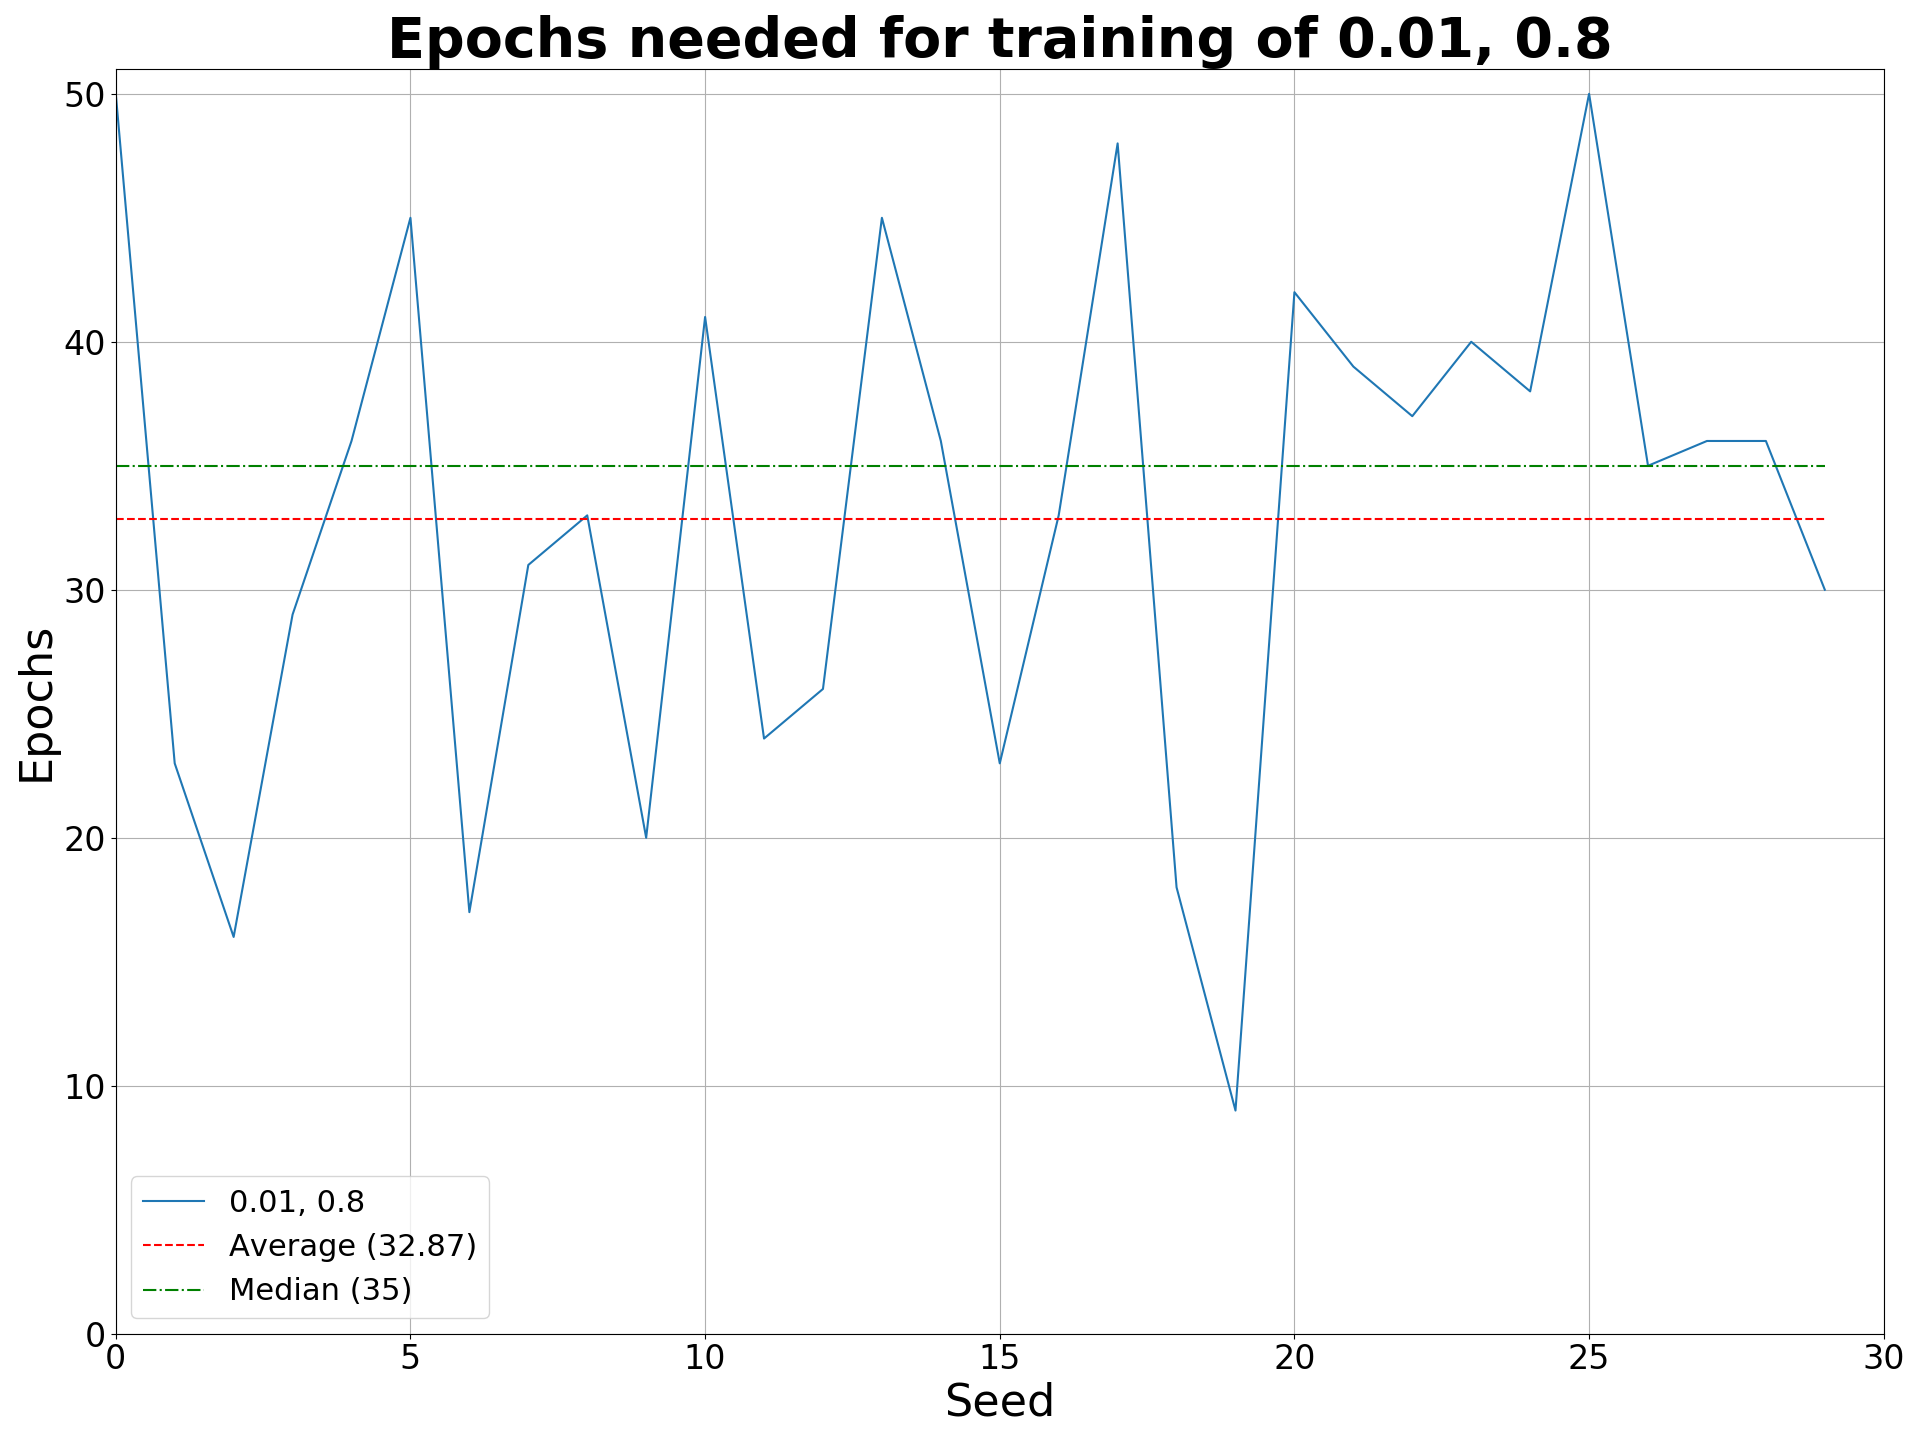 Epochs needed for training of 0.01, 0.8
50
40
30
20
10
0
Epochs
0.01, 0.8
Average (32.87)
Median (35)
0 5 10 15 20 25 30
Seed